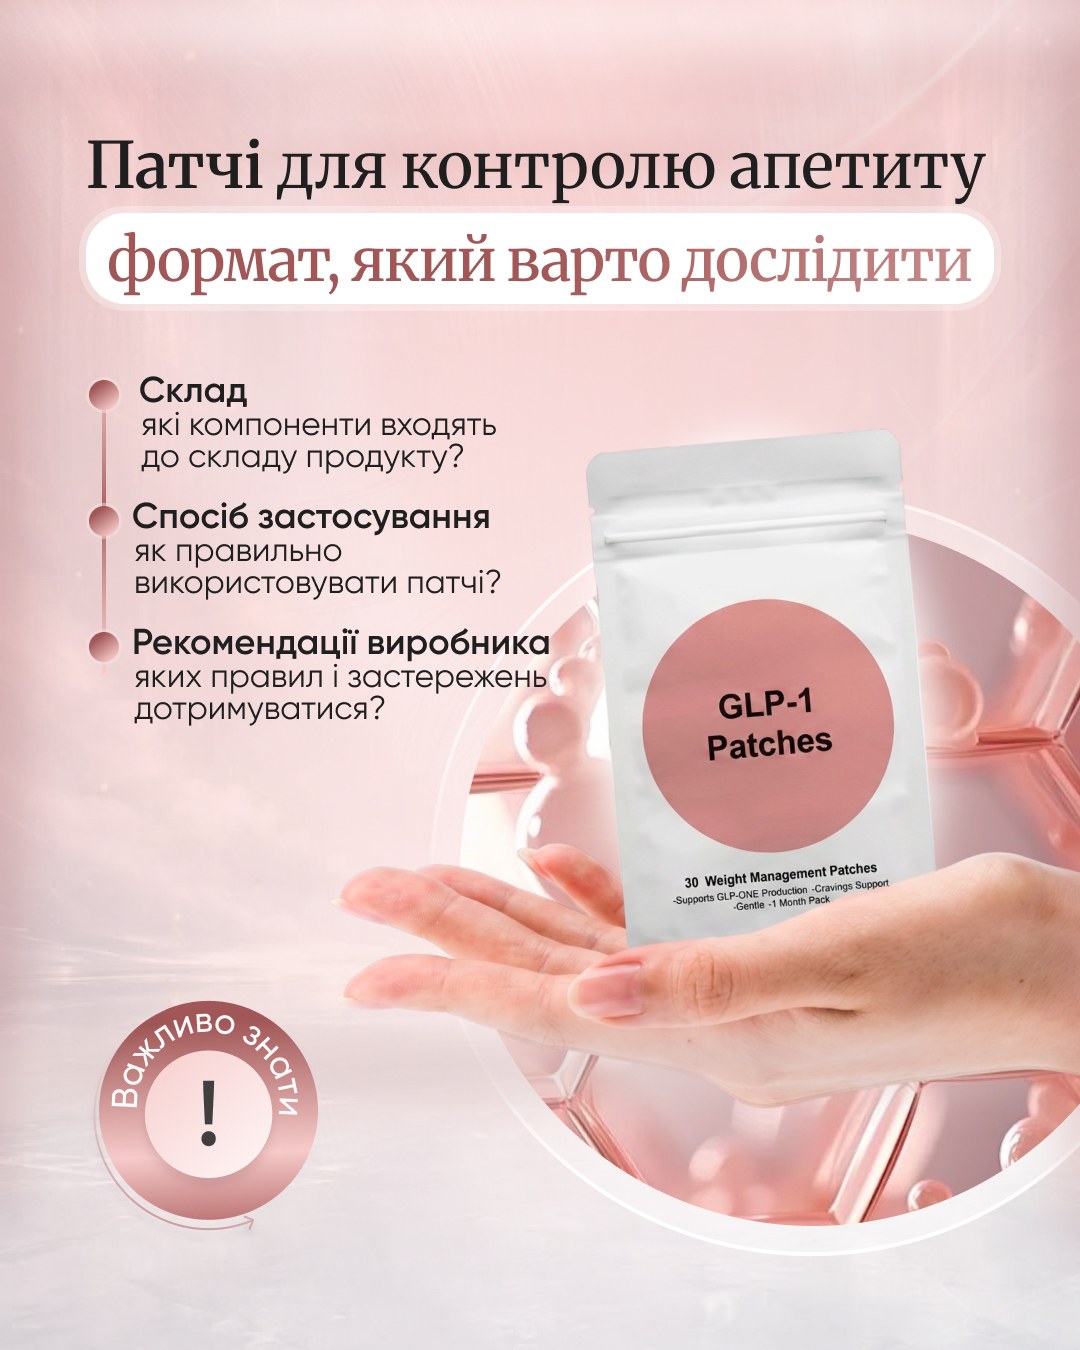 Патчі для контролю апетиту
формат, який варто дослідити
Склад
які компоненти входять
до складу продукту?
Спосіб застосування
як правильно
використовувати патчі?
Рекомендації виробника
яких правил і застережень
дотримуватися?
GLP-1
Patches
30 Weight Management Patches
-Supports GLP-ONE Production -Cravings Support
-Gentle -1 Month Pack
Важливо знати
!